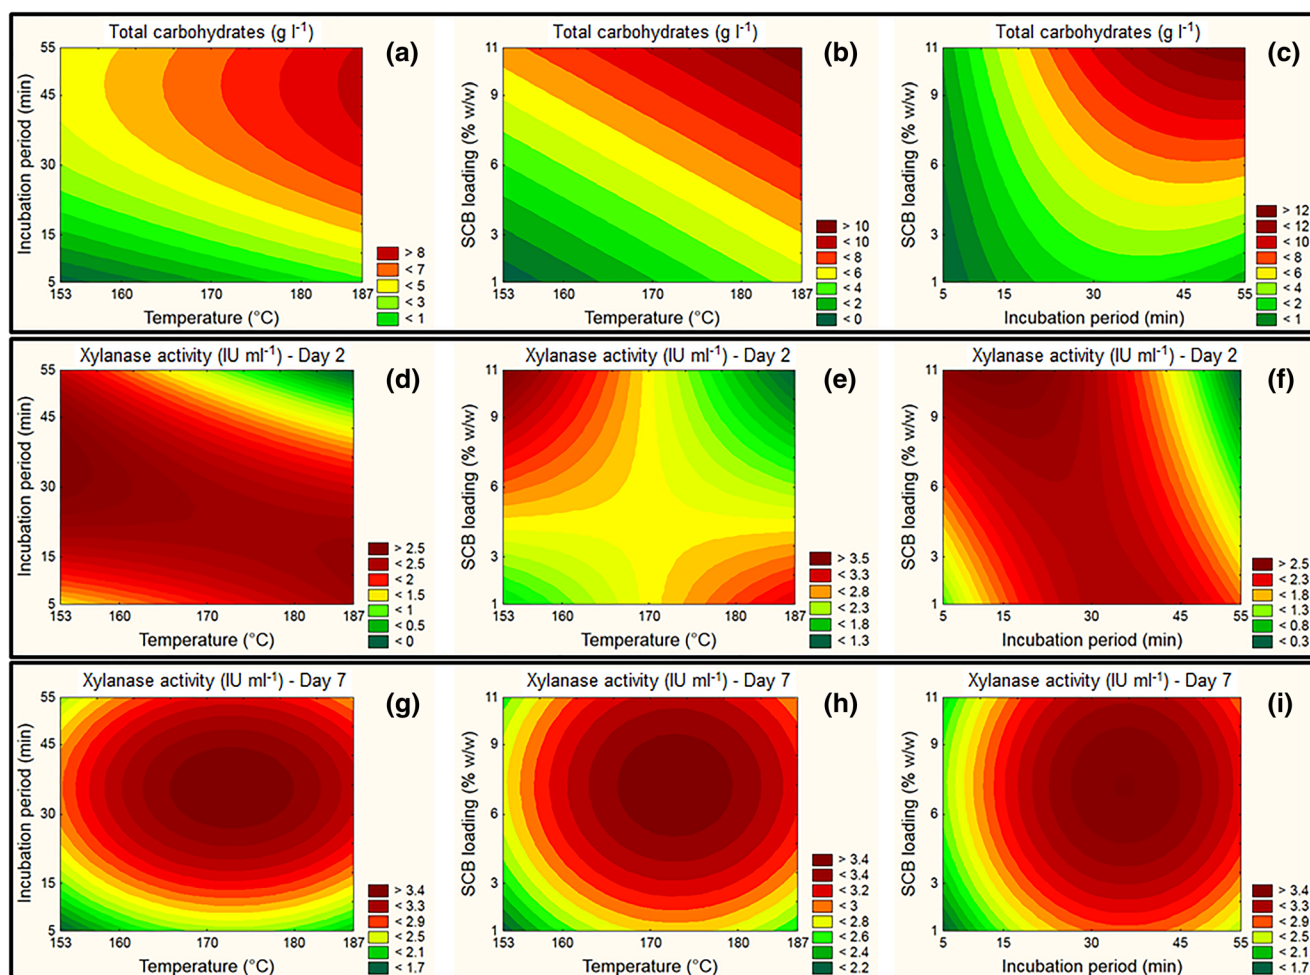 Total carbohydrates (g l-1)
(a)
Incubation period (min)
55
45
30
15
5
153 160 170 180 187
Temperature (°C)
> 8
< 7
< 5
< 3
< 1
Total carbohydrates (g l-1)
(b)
SCB loading (% w/w)
11
9
6
3
1
153 160 170 180 187
Temperature (°C)
> 10
< 10
< 8
< 6
< 4
< 2
< 0
Total carbohydrates (g l-1)
(c)
SCB loading (% w/w)
11
9
6
3
1
5 15 30 45 55
Incubation period (min)
> 12
< 12
< 10
< 8
< 6
< 4
< 2
< 1
Xylanase activity (IU ml-1) - Day 2
(d)
Incubation period (min)
55
45
30
15
5
153 160 170 180 187
Temperature (°C)
> 2.5
< 2.5
< 2
< 1.5
< 1
< 0.5
< 0
Xylanase activity (IU ml-1) - Day 2
(e)
SCB loading (% w/w)
11
9
6
3
1
153 160 170 180 187
Temperature (°C)
> 3.5
< 3.3
< 2.8
< 2.3
< 1.8
< 1.3
Xylanase activity (IU ml-1) - Day 2
(f)
SCB loading (% w/w)
11
9
6
3
1
5 15 30 45 55
Incubation period (min)
> 2.5
< 2.3
< 1.8
< 1.3
< 0.8
< 0.3
Xylanase activity (IU ml-1) - Day 7
(g)
Incubation period (min)
55
45
30
15
5
153 160 170 180 187
Temperature (°C)
> 3.4
< 3.3
< 2.9
< 2.5
< 2.1
< 1.7
Xylanase activity (IU ml-1) - Day 7
(h)
SCB loading (% w/w)
11
9
6
3
1
153 160 170 180 187
Temperature (°C)
> 3.4
< 3.4
< 3.2
< 3
< 2.8
< 2.6
< 2.4
< 2.2
Xylanase activity (IU ml-1) - Day 7
(i)
SCB loading (% w/w)
11
9
6
3
1
5 15 30 45 55
Incubation period (min)
> 3.4
< 3.3
< 2.9
< 2.5
< 2.1
< 1.7